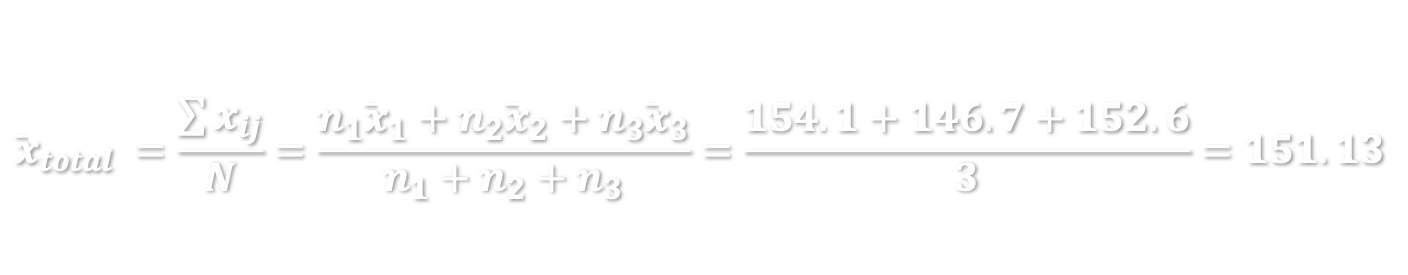 x̄_total = ∑x_ij / N = (n₁x̄₁ + n₂x̄₂ + n₃x̄₃) / (n₁ + n₂ + n₃) = (154.1 + 146.7 + 152.6) / 3 = 151.13